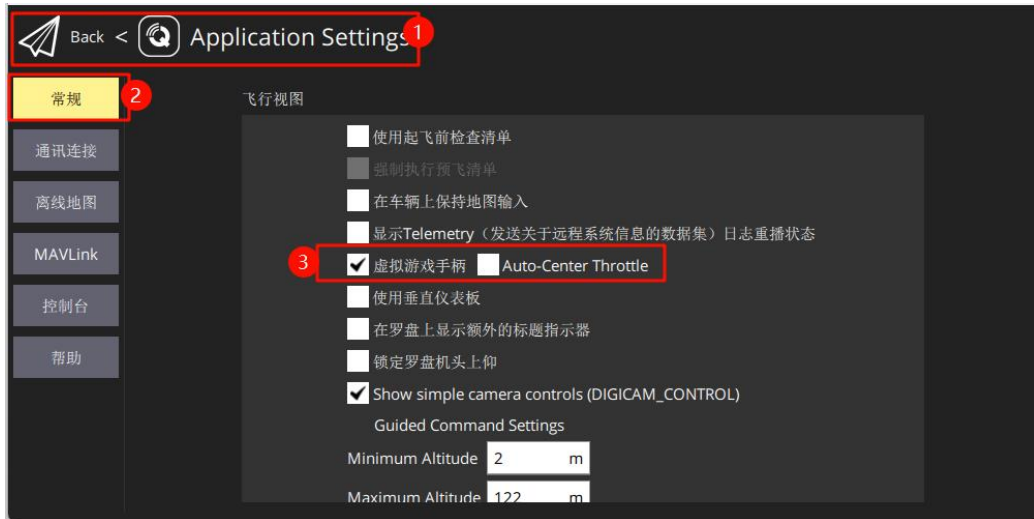 Back < Application Settings 1
常规 2
通讯连接
离线地图
MAVLink
控制台
帮助
飞行视图
使用起飞前检查清单
强制执行预飞清单
在车辆上保持地图输入
显示Telemetry（发送关于远程系统信息的数据集）日志重播状态
3 虚拟游戏手柄 Auto-Center Throttle
使用垂直仪表板
在罗盘上显示额外的标题指示器
锁定罗盘机头上仰
Show simple camera controls (DIGICAM_CONTROL)
Guided Command Settings
Minimum Altitude 2 m
Maximum Altitude 122 m